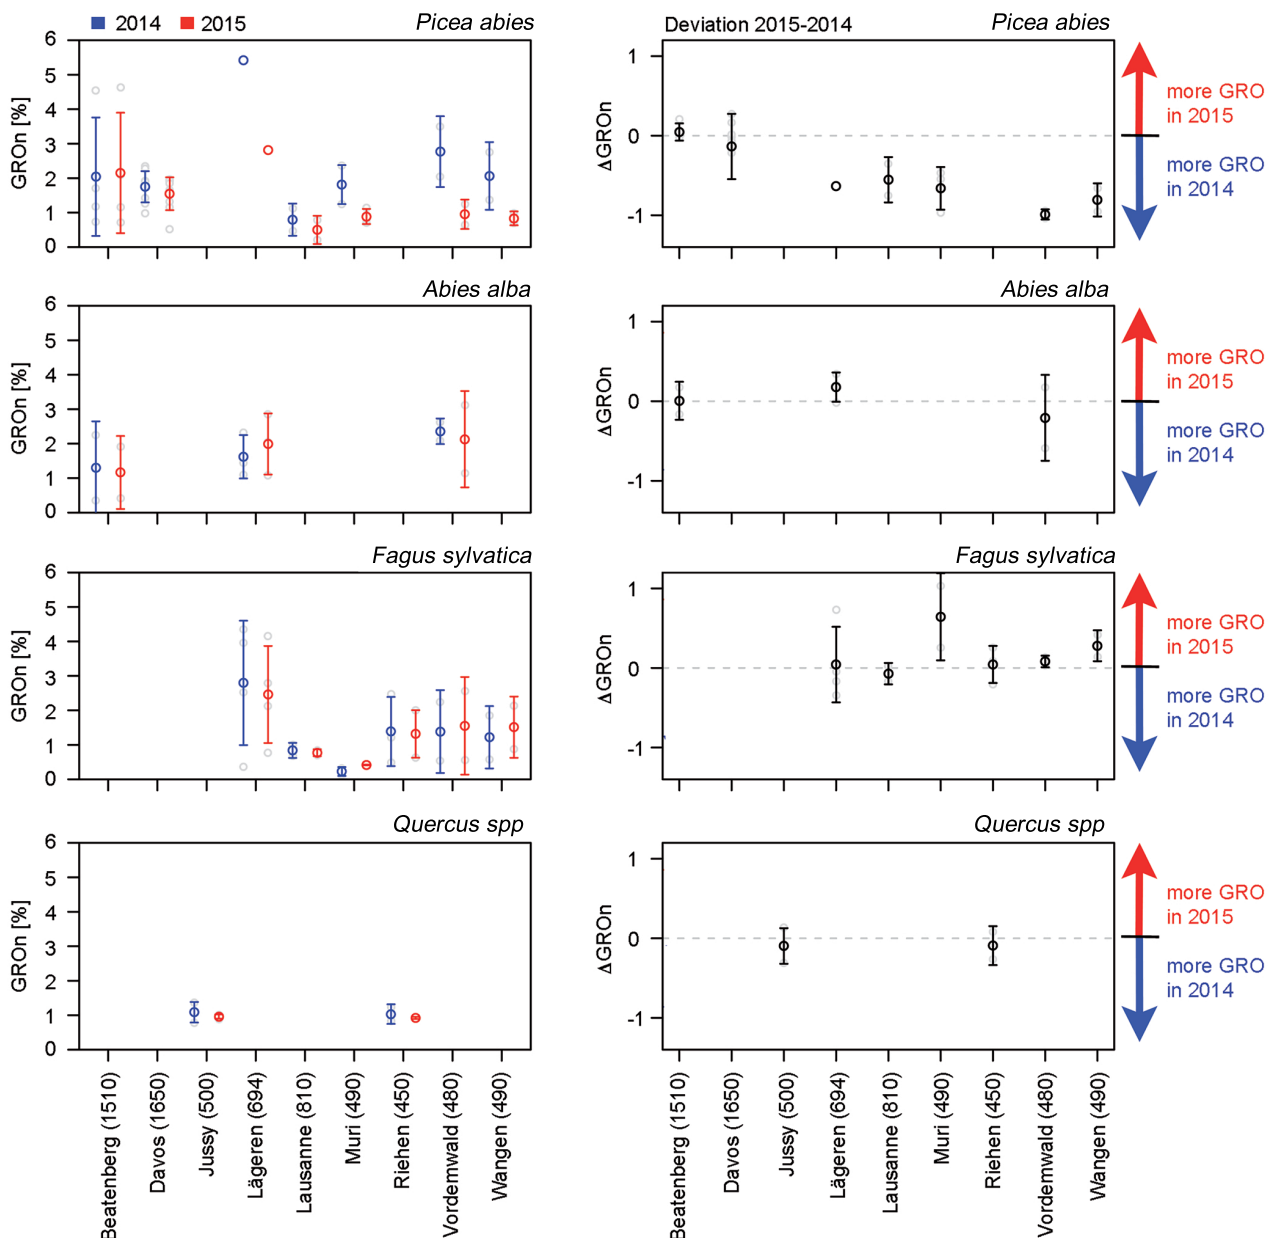 2014 2015 Picea abies
6
5
4
3
2
1
0
GROn [%]
Deviation 2015-2014 Picea abies
1
0
-1
ΔGROn
more GRO
in 2015
more GRO
in 2014
Abies alba
6
5
4
3
2
1
0
GROn [%]
Abies alba
1
0
-1
ΔGROn
more GRO
in 2015
more GRO
in 2014
Fagus sylvatica
6
5
4
3
2
1
0
GROn [%]
Fagus sylvatica
1
0
-1
ΔGROn
more GRO
in 2015
more GRO
in 2014
Quercus spp
6
5
4
3
2
1
0
GROn [%]
Beatenberg (1510)
Davos (1650)
Jussy (500)
Lägeren (694)
Lausanne (810)
Muri (490)
Riehen (450)
Vordemwald (480)
Wangen (490)
Quercus spp
1
0
-1
ΔGROn
more GRO
in 2015
more GRO
in 2014
Beatenberg (1510)
Davos (1650)
Jussy (500)
Lägeren (694)
Lausanne (810)
Muri (490)
Riehen (450)
Vordemwald (480)
Wangen (490)